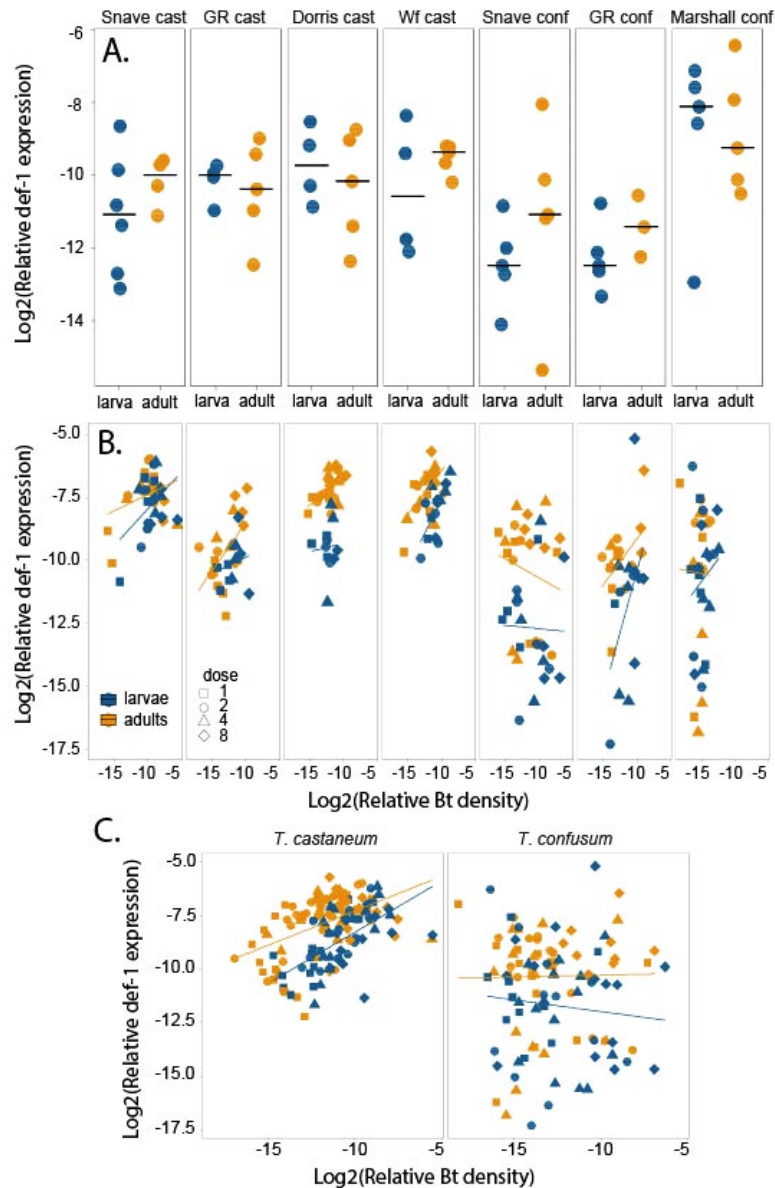 Snave cast GR cast Dorris cast Wf cast Snave conf GR conf Marshall conf
A.
Log2(Relative def-1 expression)
-6
-8
-10
-12
-14
larva adult larva adult larva adult larva adult larva adult larva adult larva adult
B.
Log2(Relative def-1 expression)
-5.0
-7.5
-10.0
-12.5
-15.0
-17.5
larvae
adults
dose
1
2
4
8
-15 -10 -5 -15 -10 -5 -15 -10 -5 -15 -10 -5 -15 -10 -5 -15 -10 -5 -15 -10 -5
Log2(Relative Bt density)
C.
T. castaneum T. confusum
Log2(Relative def-1 expression)
-5.0
-7.5
-10.0
-12.5
-15.0
-17.5
-15 -10 -5 -15 -10 -5
Log2(Relative Bt density)